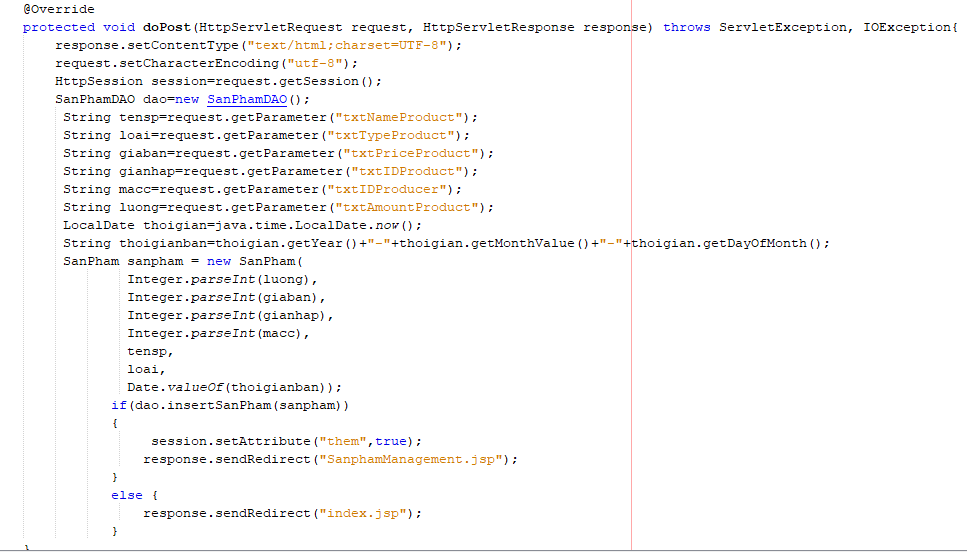 @Override
protected void doPost(HttpServletRequest request, HttpServletResponse response) throws ServletException, IOException{
response.setContentType("text/html;charset=UTF-8");
request.setCharacterEncoding("utf-8");
HttpSession session=request.getSession();
SanPhamDAO dao=new SanPhamDAO();
String tensp=request.getParameter("txtNameProduct");
String loai=request.getParameter("txtTypeProduct");
String giaban=request.getParameter("txtPriceProduct");
String gianhap=request.getParameter("txtIDProduct");
String macc=request.getParameter("txtIDProducer");
String luong=request.getParameter("txtAmountProduct");
LocalDate thoigian=java.time.LocalDate.now();
String thoigianban=thoigian.getYear()+"-"+thoigian.getMonthValue()+"-"+thoigian.getDayOfMonth();
SanPham sanpham = new SanPham(
Integer.parseInt(luong),
Integer.parseInt(giaban),
Integer.parseInt(gianhap),
Integer.parseInt(macc),
tensp,
loai,
Date.valueOf(thoigianban));
if(dao.insertSanPham(sanpham))
{
session.setAttribute("them",true);
response.sendRedirect("SanphamManagement.jsp");
}
else {
response.sendRedirect("index.jsp");
}
}